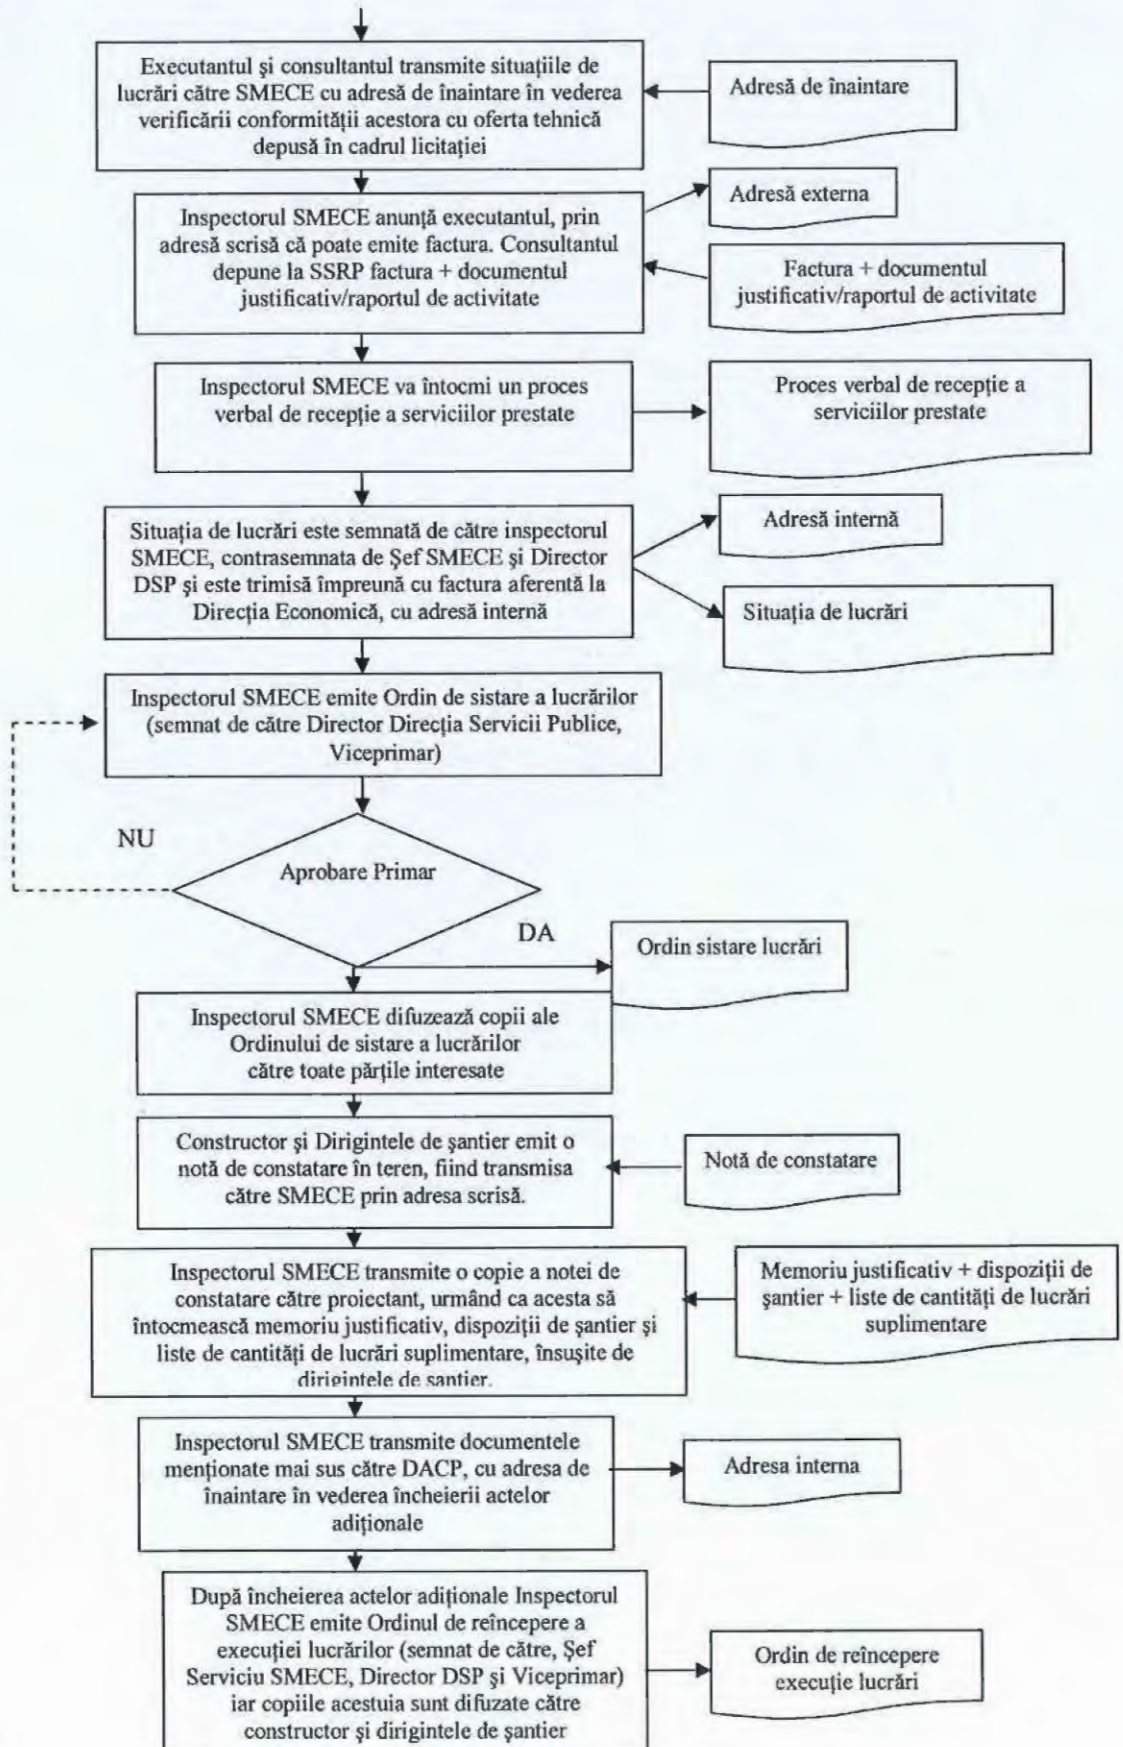 Executantul şi consultantul transmite situaţiile de
lucrări către SMECE cu adresă de înaintare în vederea
verificării conformităţii acestora cu oferta tehnică
depusă în cadrul licitaţiei
Adresă de înaintare
Inspectorul SMECE anunţă executantul, prin
adresă scrisă că poate emite factura. Consultantul
depune la SSRP factura + documentul
justificativ/raportul de activitate
Adresă externa
Factura + documentul
justificativ/raportul de activitate
Inspectorul SMECE va întocmi un proces
verbal de recepţie a serviciilor prestate
Proces verbal de recepţie a
serviciilor prestate
Situaţia de lucrări este semnată de către inspectorul
SMECE, contrasemnata de Şef SMECE şi Director
DSP şi este trimisă împreună cu factura aferentă la
Direcţia Economică, cu adresă internă
Adresă internă
Situaţia de lucrări
Inspectorul SMECE emite Ordin de sistare a lucrărilor
(semnat de către Director Direcţia Servicii Publice,
Viceprimar)
NU
Aprobare Primar
DA
Ordin sistare lucrări
Inspectorul SMECE difuzează copii ale
Ordinului de sistare a lucrărilor
către toate părţile interesate
Constructor şi Dirigintele de şantier emit o
notă de constatare în teren, fiind transmisa
către SMECE prin adresa scrisă.
Notă de constatare
Inspectorul SMECE transmite o copie a notei de
constatare către proiectant, urmând ca acesta să
întocmească memoriu justificativ, dispoziţii de şantier şi
liste de cantităţi de lucrări suplimentare, însuşite de
dirigintele de santier.
Memoriu justificativ + dispoziţii de
şantier + liste de cantităţi de lucrări
suplimentare
Inspectorul SMECE transmite documentele
menţionate mai sus către DACP, cu adresa de
înaintare în vederea încheierii actelor
adiţionale
Adresa interna
După încheierea actelor adiţionale Inspectorul
SMECE emite Ordinul de reîncepere a
execuţiei lucrărilor (semnat de către, Şef
Serviciu SMECE, Director DSP şi Viceprimar)
iar copiile acestuia sunt difuzate către
constructor şi dirigintele de şantier
Ordin de reîncepere
execuţie lucrări